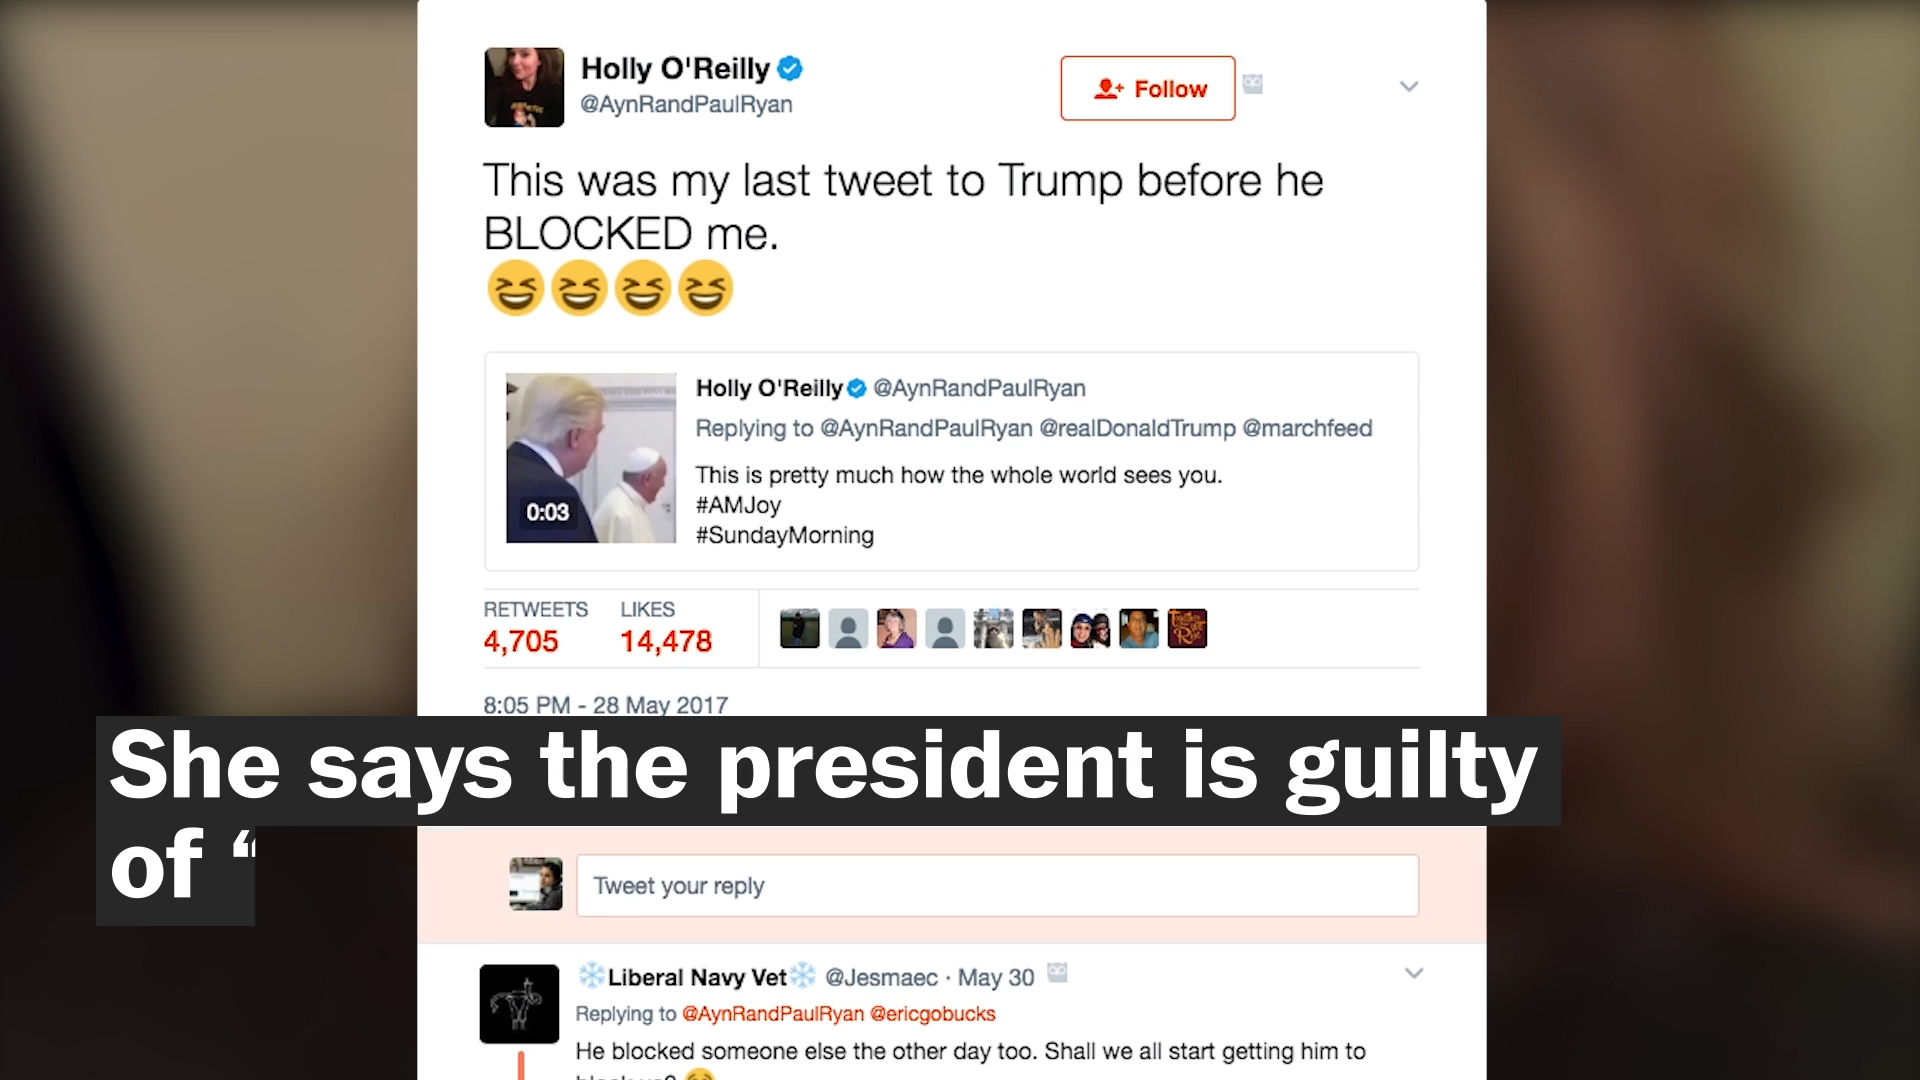 Holly O'Reilly
@AynRandPaulRyan
Follow
This was my last tweet to Trump before he
BLOCKED me.
😆😆😆😆
Holly O'Reilly @AynRandPaulRyan
Replying to @AynRandPaulRyan @realDonaldTrump @marchfeed
This is pretty much how the whole world sees you.
#AMJoy
#SundayMorning
0:03
RETWEETS LIKES
4,705 14,478
8:05 PM - 28 May 2017
She says the president is guilty
of “
Tweet your reply
❄️Liberal Navy Vet❄️ @Jesmaec · May 30
Replying to @AynRandPaulRyan @ericgobucks
He blocked someone else the other day too. Shall we all start getting him to